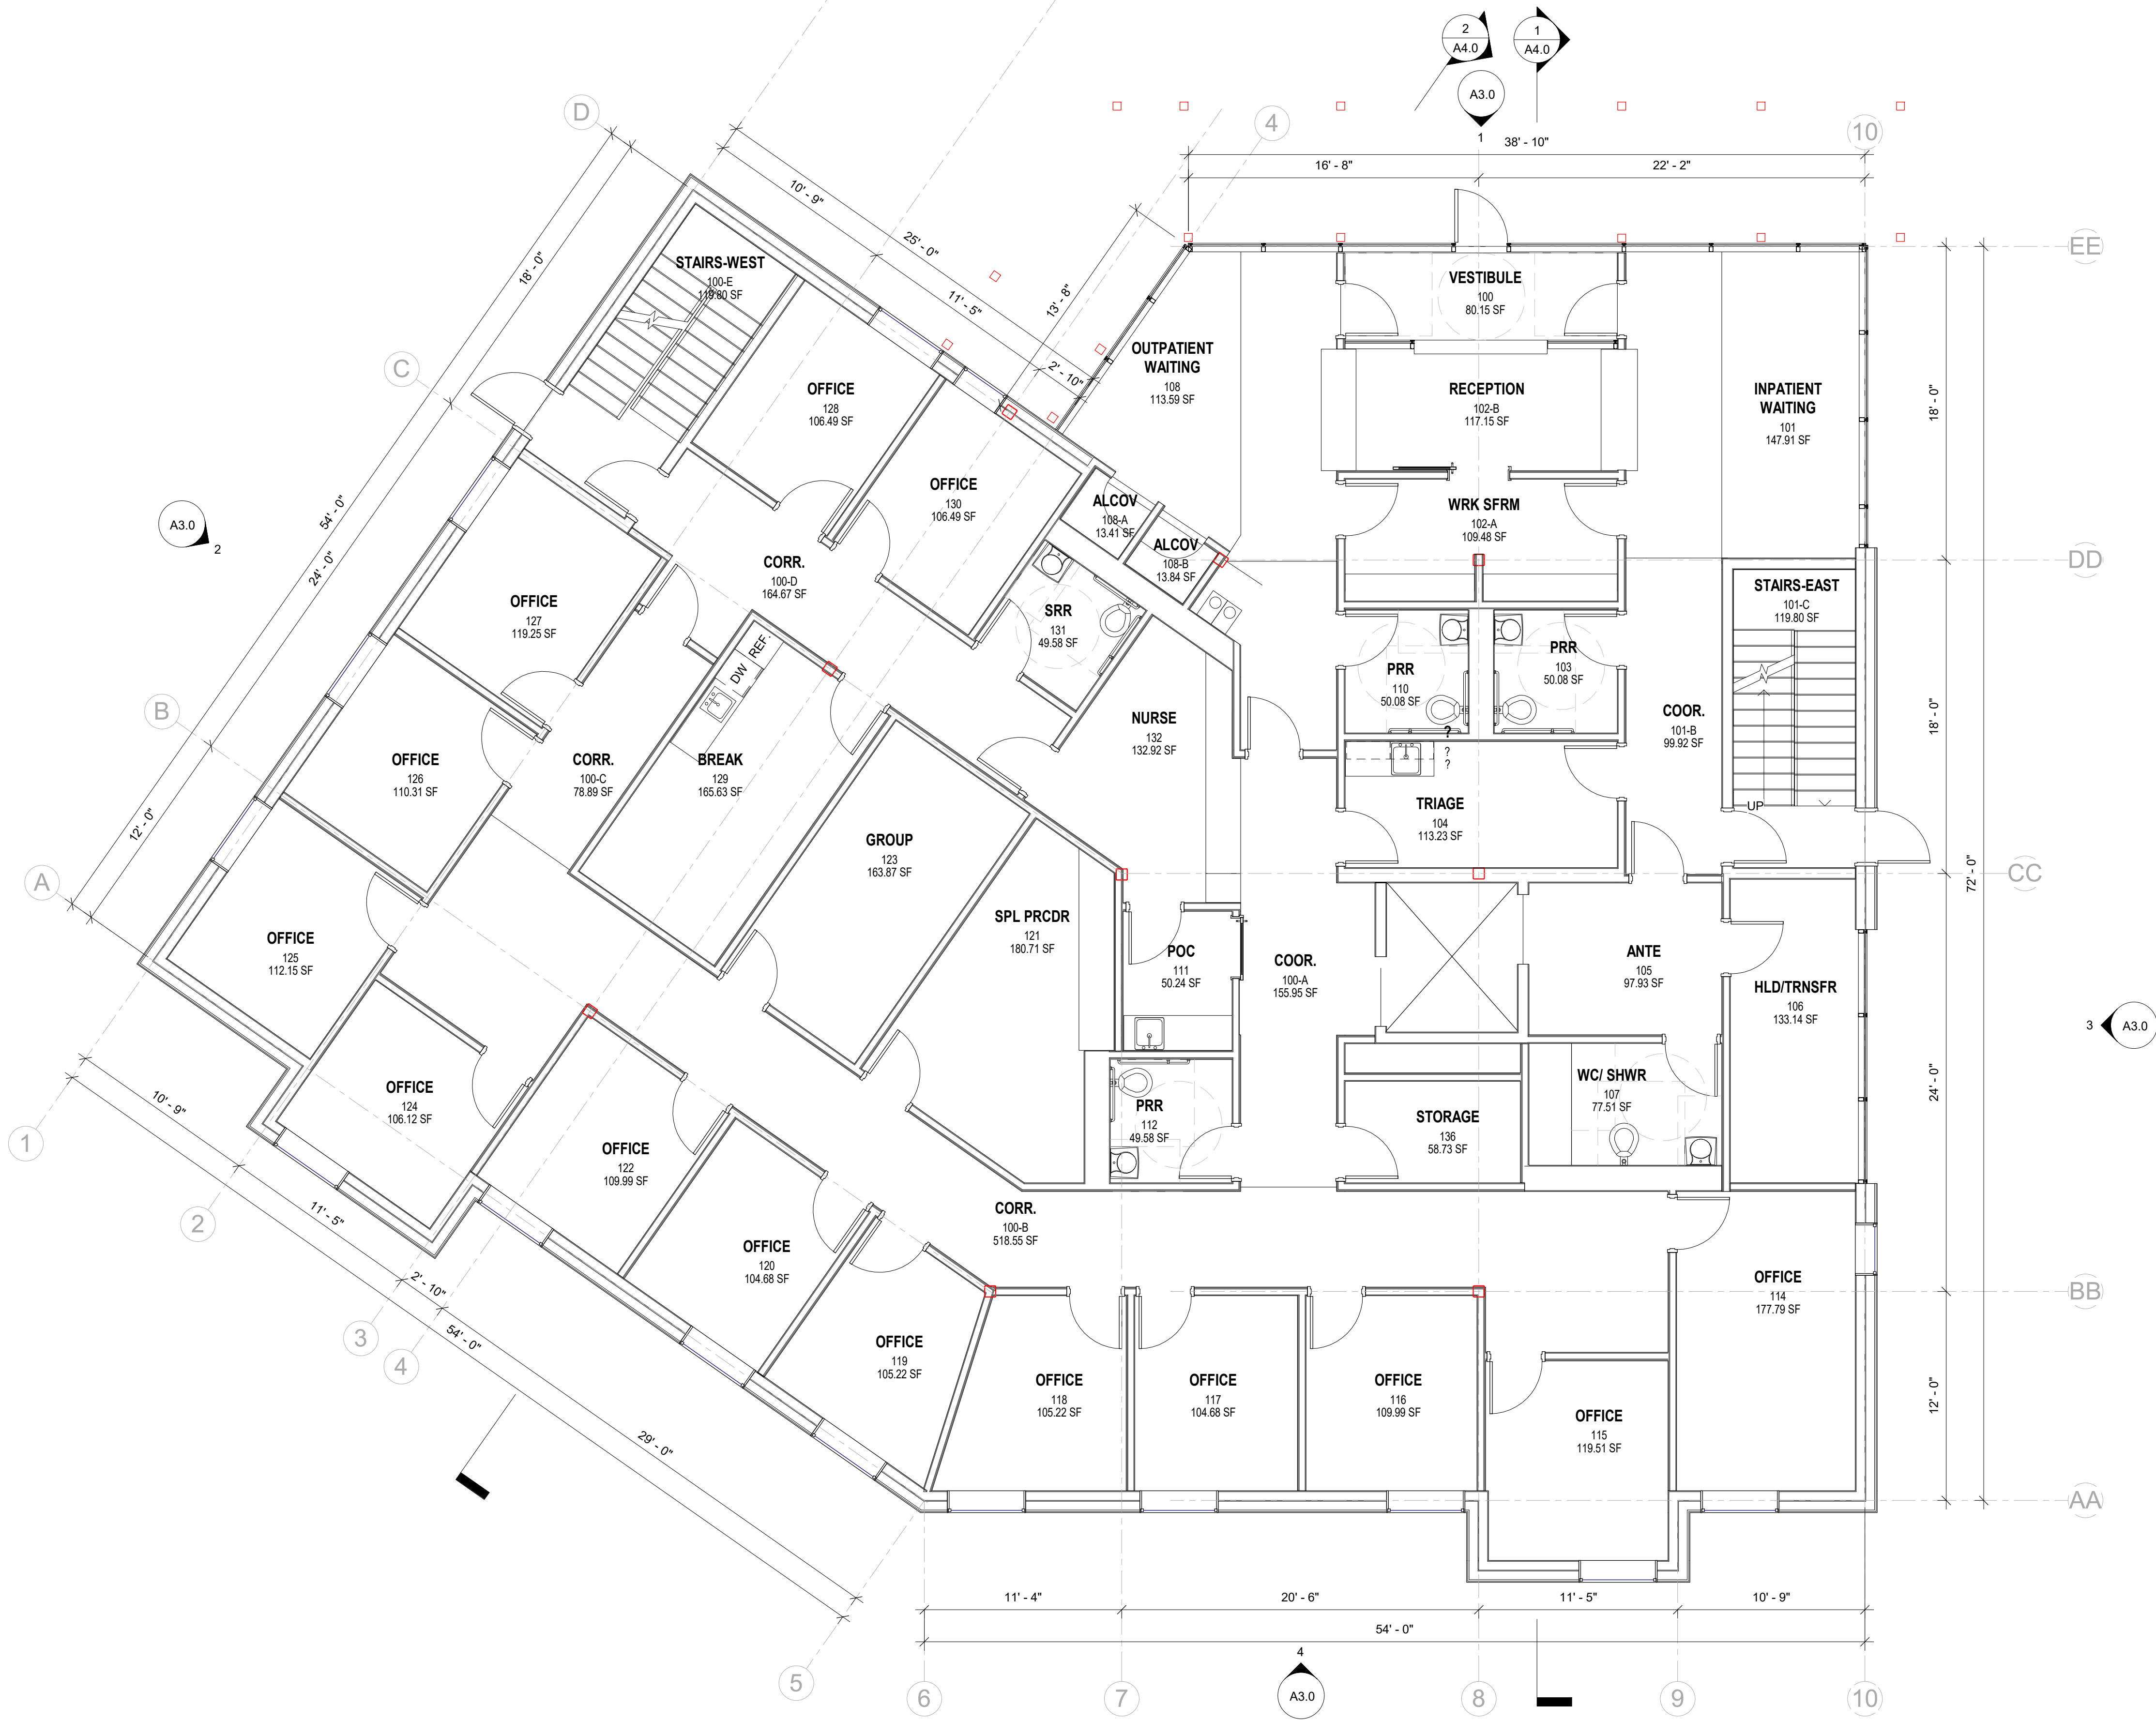 2
A4.0
1
A4.0
A3.0
1
D
4
10
38' - 10"
16' - 8"
22' - 2"
10' - 9"
25' - 0"
11' - 5"
2' - 10"
13' - 8"
18' - 0"
EE
STAIRS-WEST
100-E
119.80 SF
VESTIBULE
100
80.15 SF
OUTPATIENT
WAITING
108
113.59 SF
OFFICE
128
106.49 SF
RECEPTION
102-B
117.15 SF
INPATIENT
WAITING
101
147.91 SF
18' - 0"
C
54' - 0"
24' - 0"
A3.0
2
OFFICE
130
106.49 SF
ALCOV
108-A
13.41 SF
ALCOV
108-B
13.84 SF
WRK SFRM
102-A
109.48 SF
DD
CORR.
100-D
164.67 SF
STAIRS-EAST
101-C
119.80 SF
OFFICE
127
119.25 SF
SRR
131
49.58 SF
REF.
DW
PRR
110
50.08 SF
PRR
103
50.08 SF
B
NURSE
132
132.92 SF
COOR.
101-B
99.92 SF
18' - 0"
?
?
?
OFFICE
126
110.31 SF
CORR.
100-C
78.89 SF
BREAK
129
165.63 SF
TRIAGE
104
113.23 SF
UP
12' - 0"
GROUP
123
163.87 SF
72' - 0"
A
CC
SPL PRCDR
121
180.71 SF
OFFICE
125
112.15 SF
POC
111
50.24 SF
COOR.
100-A
155.95 SF
ANTE
105
97.93 SF
HLD/TRNSFR
106
133.14 SF
3
A3.0
OFFICE
124
106.12 SF
WC/ SHWR
107
77.51 SF
24' - 0"
PRR
112
49.58 SF
STORAGE
136
58.73 SF
10' - 9"
1
OFFICE
122
109.99 SF
11' - 5"
2
CORR.
100-B
518.55 SF
OFFICE
120
104.68 SF
OFFICE
114
177.79 SF
BB
2' - 10"
3
4
54' - 0"
OFFICE
119
105.22 SF
OFFICE
118
105.22 SF
OFFICE
117
104.68 SF
OFFICE
116
109.99 SF
OFFICE
115
119.51 SF
12' - 0"
29' - 0"
AA
11' - 4"
20' - 6"
11' - 5"
10' - 9"
54' - 0"
4
A3.0
5
6
7
8
9
10